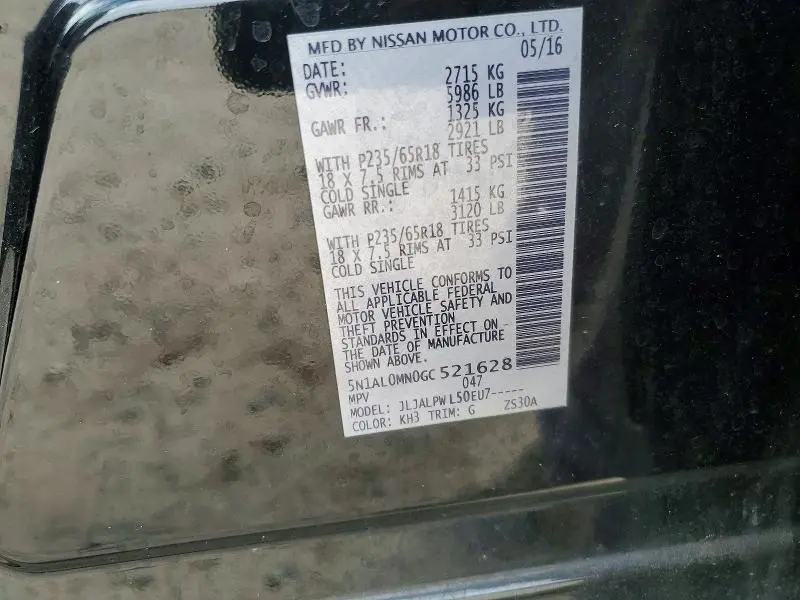 MFD BY NISSAN MOTOR CO., LTD.
DATE: 05/16
GVWR: 2715 KG
5986 LB
GAWR FR.: 1325 KG
2921 LB
WITH P235/65R18 TIRES
18 X 7.5 RIMS AT 33 PSI
COLD SINGLE
GAWR RR.: 1415 KG
3120 LB
WITH P235/65R18 TIRES
18 X 7.5 RIMS AT 33 PSI
COLD SINGLE
THIS VEHICLE CONFORMS TO
ALL APPLICABLE FEDERAL
MOTOR VEHICLE SAFETY AND
THEFT PREVENTION
STANDARDS IN EFFECT ON
THE DATE OF MANUFACTURE
SHOWN ABOVE.
5N1AL0MN0GC521628
MPV 047
MODEL: JLJALPWL50EU7-----
COLOR: KH3 TRIM: G ZS30A